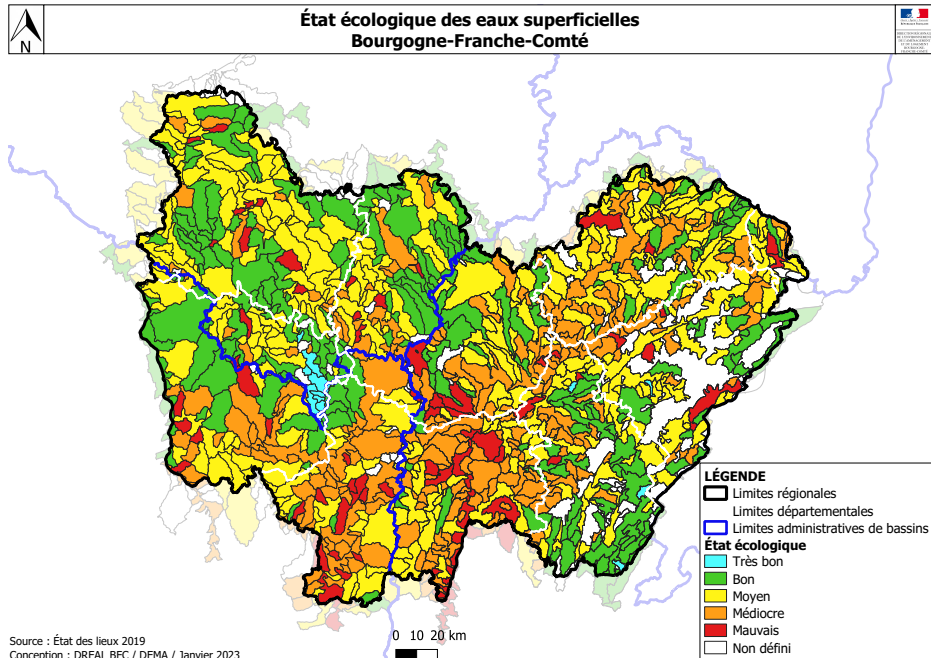 État écologique des eaux superficielles
Bourgogne-Franche-Comté
N
LÉGENDE
Limites régionales
Limites départementales
Limites administratives de bassins
État écologique
Très bon
Bon
Moyen
Médiocre
Mauvais
Non défini
0 10 20 km
Source : État des lieux 2019
Conception : DREAL BFC / DEMA / Janvier 2023